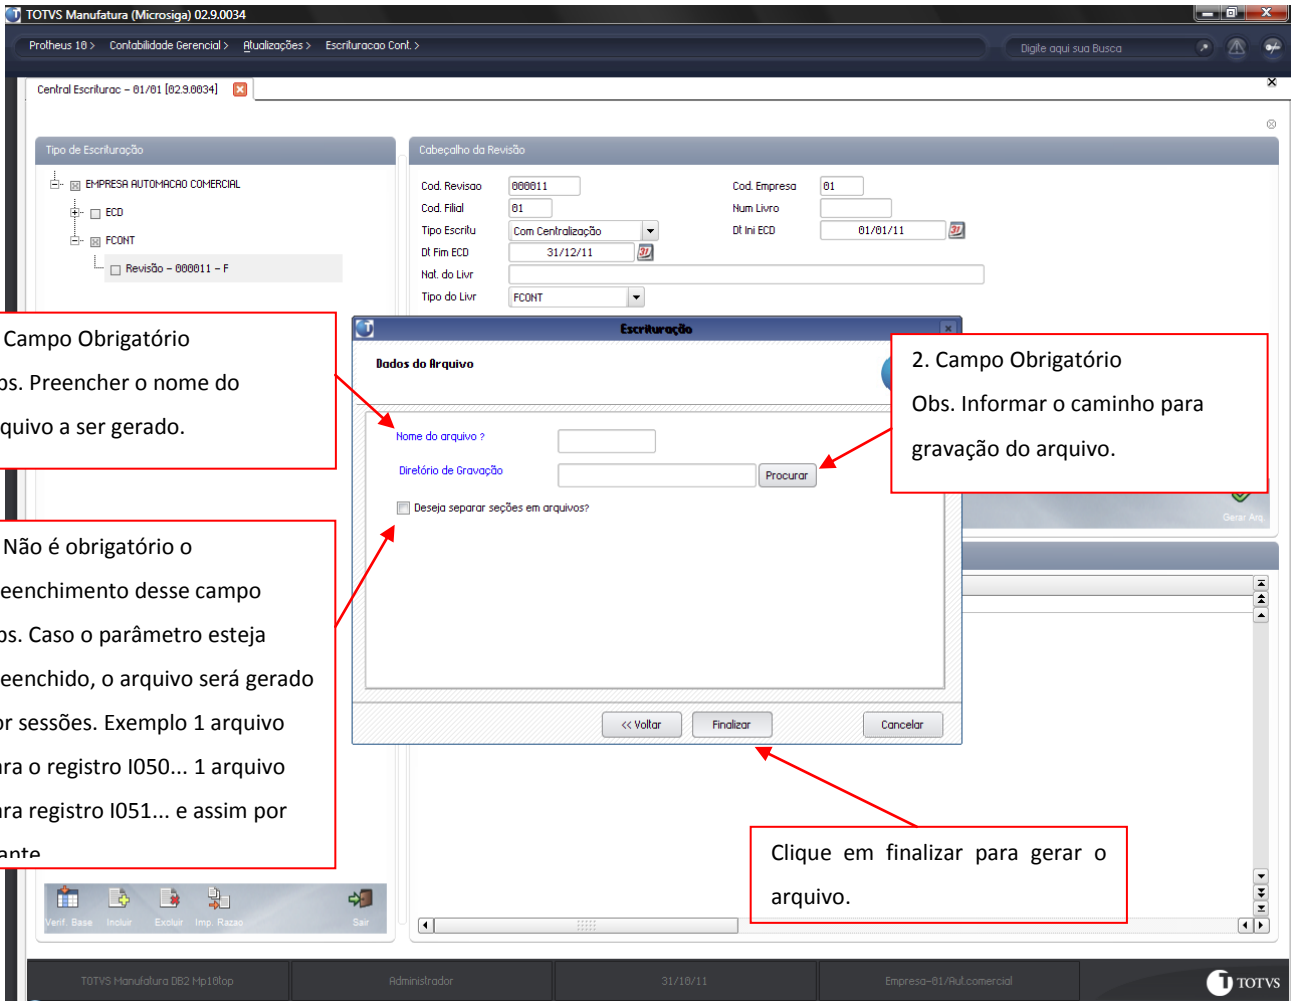 TOTVS Manufatura (Microsiga) 02.9.0034
Protheus 10 > Contabilidade Gerencial > Atualizações > Escrituracao Cont. >
Digite aqui sua Busca
Central Escriturac - 01/01 [02.9.0034]
Tipo de Escrituração
EMPRESA AUTOMACAO COMERCIAL
ECD
FCONT
Revisão - 000011 - F
Cabeçalho da Revisão
Cod. Revisao 000011 Cod. Empresa 01
Cod. Filial 01 Num Livro
Tipo Escritu Com Centralização Dt Ini ECD 01/01/11
Dt Fim ECD 31/12/11
Nat. do Livr
Tipo do Livr FCONT
Campo Obrigatório
os. Preencher o nome do
quivo a ser gerado.
Escrituração
Dados do Arquivo
Nome do arquivo ?
Diretório de Gravação Procurar
Deseja separar seções em arquivos?
<< Voltar Finalizar Cancelar
2. Campo Obrigatório
Obs. Informar o caminho para
gravação do arquivo.
Gerar Arq.
Não é obrigatório o
eenchimento desse campo
os. Caso o parâmetro esteja
eenchido, o arquivo será gerado
or sessões. Exemplo 1 arquivo
ara o registro I050... 1 arquivo
ara registro I051... e assim por
ante
Clique em finalizar para gerar o
arquivo.
Verif. Base Incluir Excluir Imp. Razao Sair
TOTVS Manufatura DB2 Mp10top Administrador 31/10/11 Empresa-01/Aut.comercial TOTVS